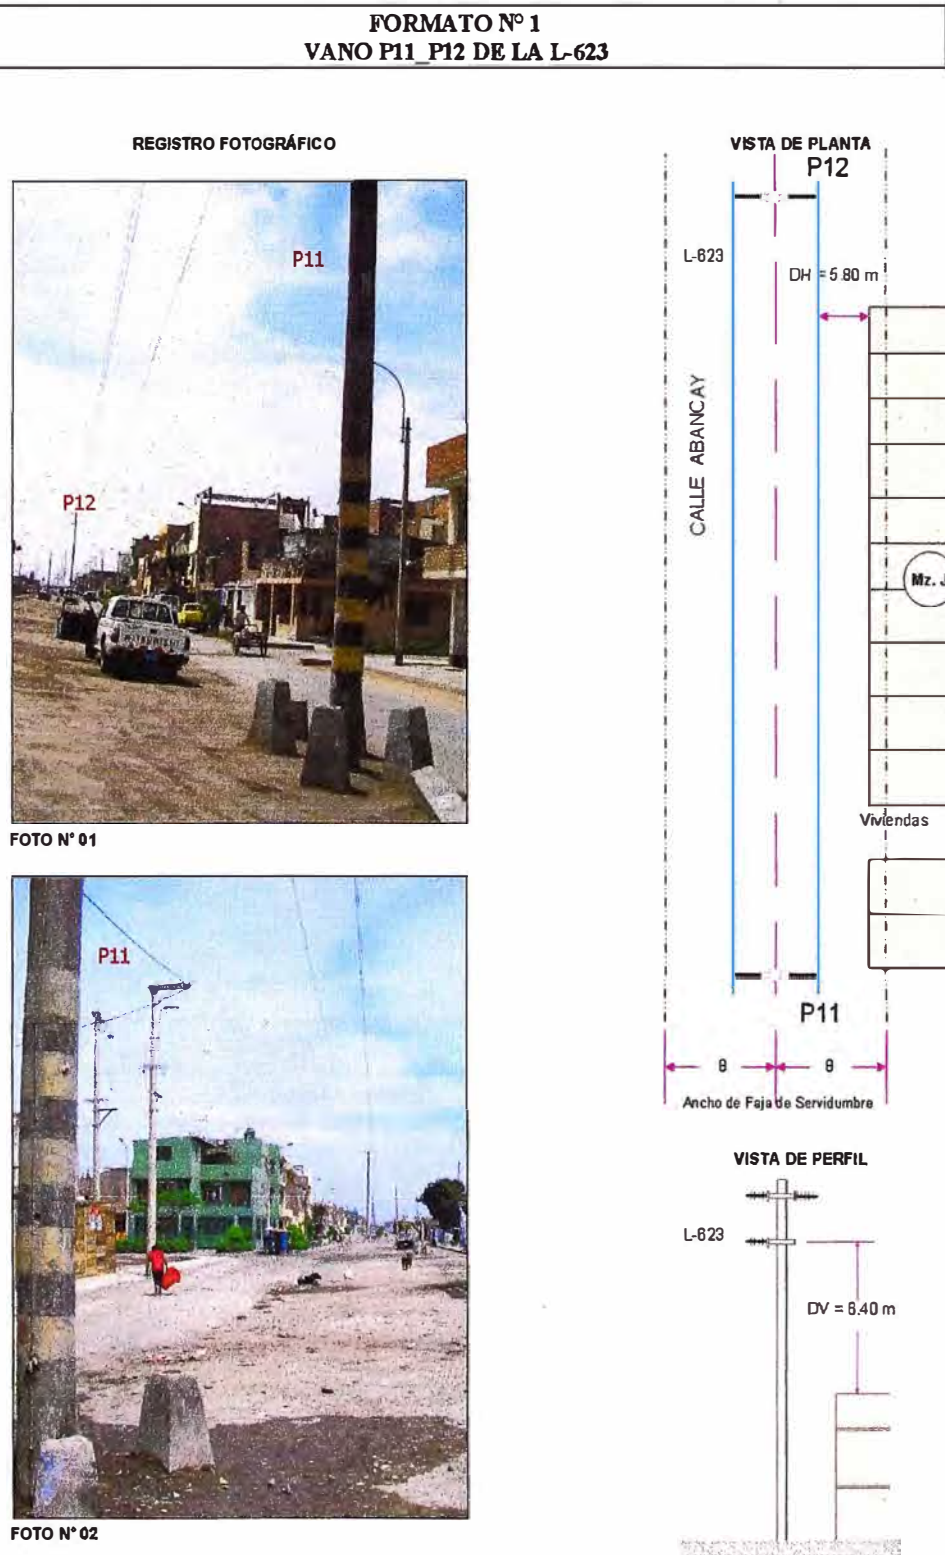 FORMATO Nº 1
VANO P11_P12 DE LA L-623
REGISTRO FOTOGRÁFICO
P11
P12
FOTO N° 01
P11
FOTO N° 02
VISTA DE PLANTA
P12
L-623
DH = 5.80 m
CALLE ABANCAY
Mz. J
Viviendas
P11
8 8
Ancho de Faja de Servidumbre
VISTA DE PERFIL
L-623
DV = 6.40 m